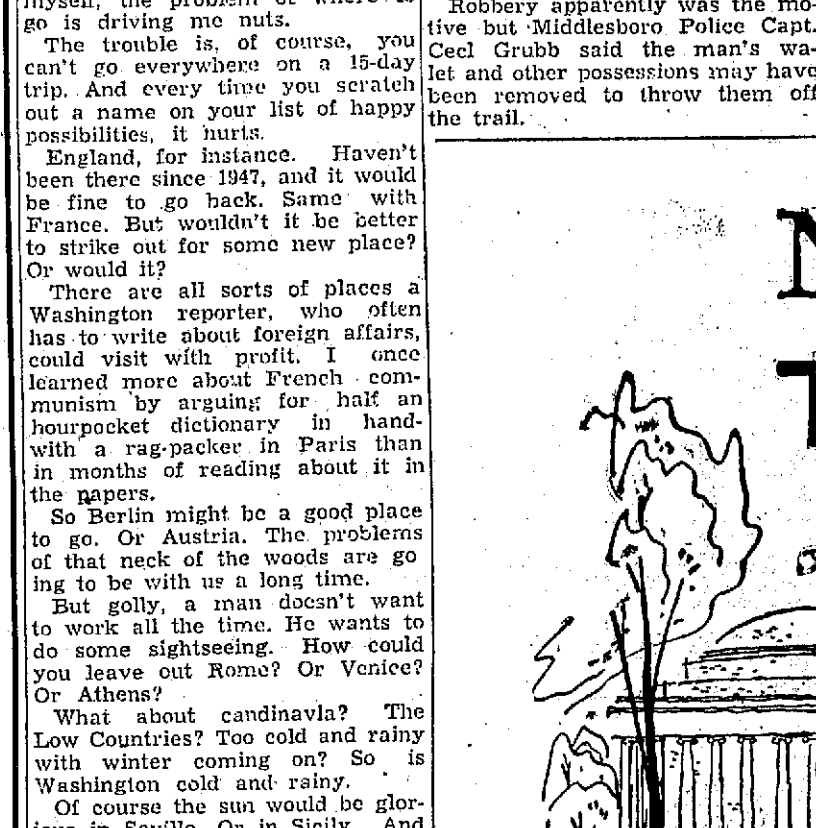 myself, the problem of where to
go is driving me nuts.
The trouble is, of course, you
can't go everywhere on a 15-day
trip. And every time you scratch
out a name on your list of happy
possibilities, it hurts.
England, for instance. Haven't
been there since 1947, and it would
be fine to go back. Same with
France. But wouldn't it be better
to strike out for some new place?
Or would it?
There are all sorts of places a
Washington reporter, who often
has to write about foreign affairs,
could visit with profit. I once
learned more about French com-
munism by arguing for half an
hourpocket dictionary in hand-
with a rag-packer in Paris than
in months of reading about it in
the papers.
So Berlin might be a good place
to go. Or Austria. The problems
of that neck of the woods are go
ing to be with us a long time.
But golly, a man doesn't want
to work all the time. He wants to
do some sightseeing. How could
you leave out Rome? Or Venice?
Or Athens?
What about candinavia? The
Low Countries? Too cold and rainy
with winter coming on? So is
Washington cold and rainy.
Of course the sun would be glor-
ious in Seville. Or in Sicily. And
Robbery apparently was the mo-
tive but Middlesboro Police Capt.
Cecl Grubb said the man's wa-
let and other possessions may have
been removed to throw them off
the trail.
N
T